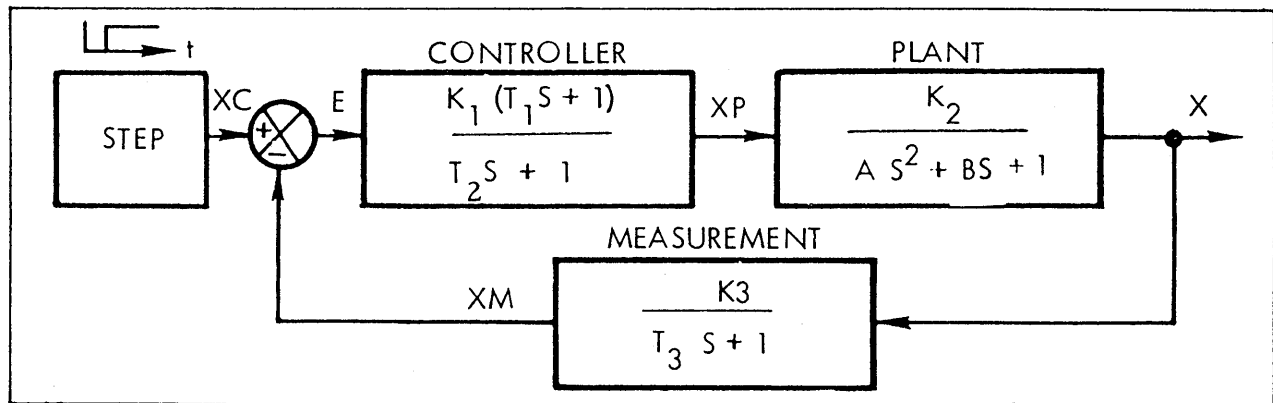 t
CONTROLLER
PLANT
STEP
XC
+
−
E
K₁ (T₁S + 1)
T₂S + 1
XP
K₂
A S² + BS + 1
X
MEASUREMENT
XM
K3
T₃ S + 1